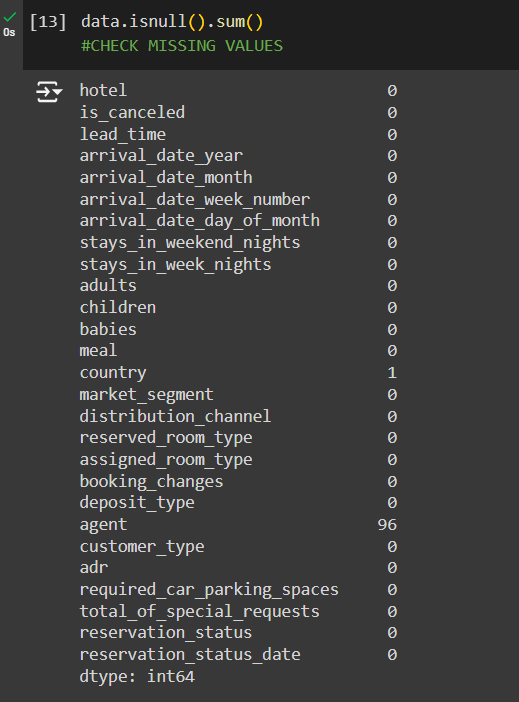 [13] data.isnull().sum()
0s #CHECK MISSING VALUES
hotel 0
is_canceled 0
lead_time 0
arrival_date_year 0
arrival_date_month 0
arrival_date_week_number 0
arrival_date_day_of_month 0
stays_in_weekend_nights 0
stays_in_week_nights 0
adults 0
children 0
babies 0
meal 0
country 1
market_segment 0
distribution_channel 0
reserved_room_type 0
assigned_room_type 0
booking_changes 0
deposit_type 0
agent 96
customer_type 0
adr 0
required_car_parking_spaces 0
total_of_special_requests 0
reservation_status 0
reservation_status_date 0
dtype: int64